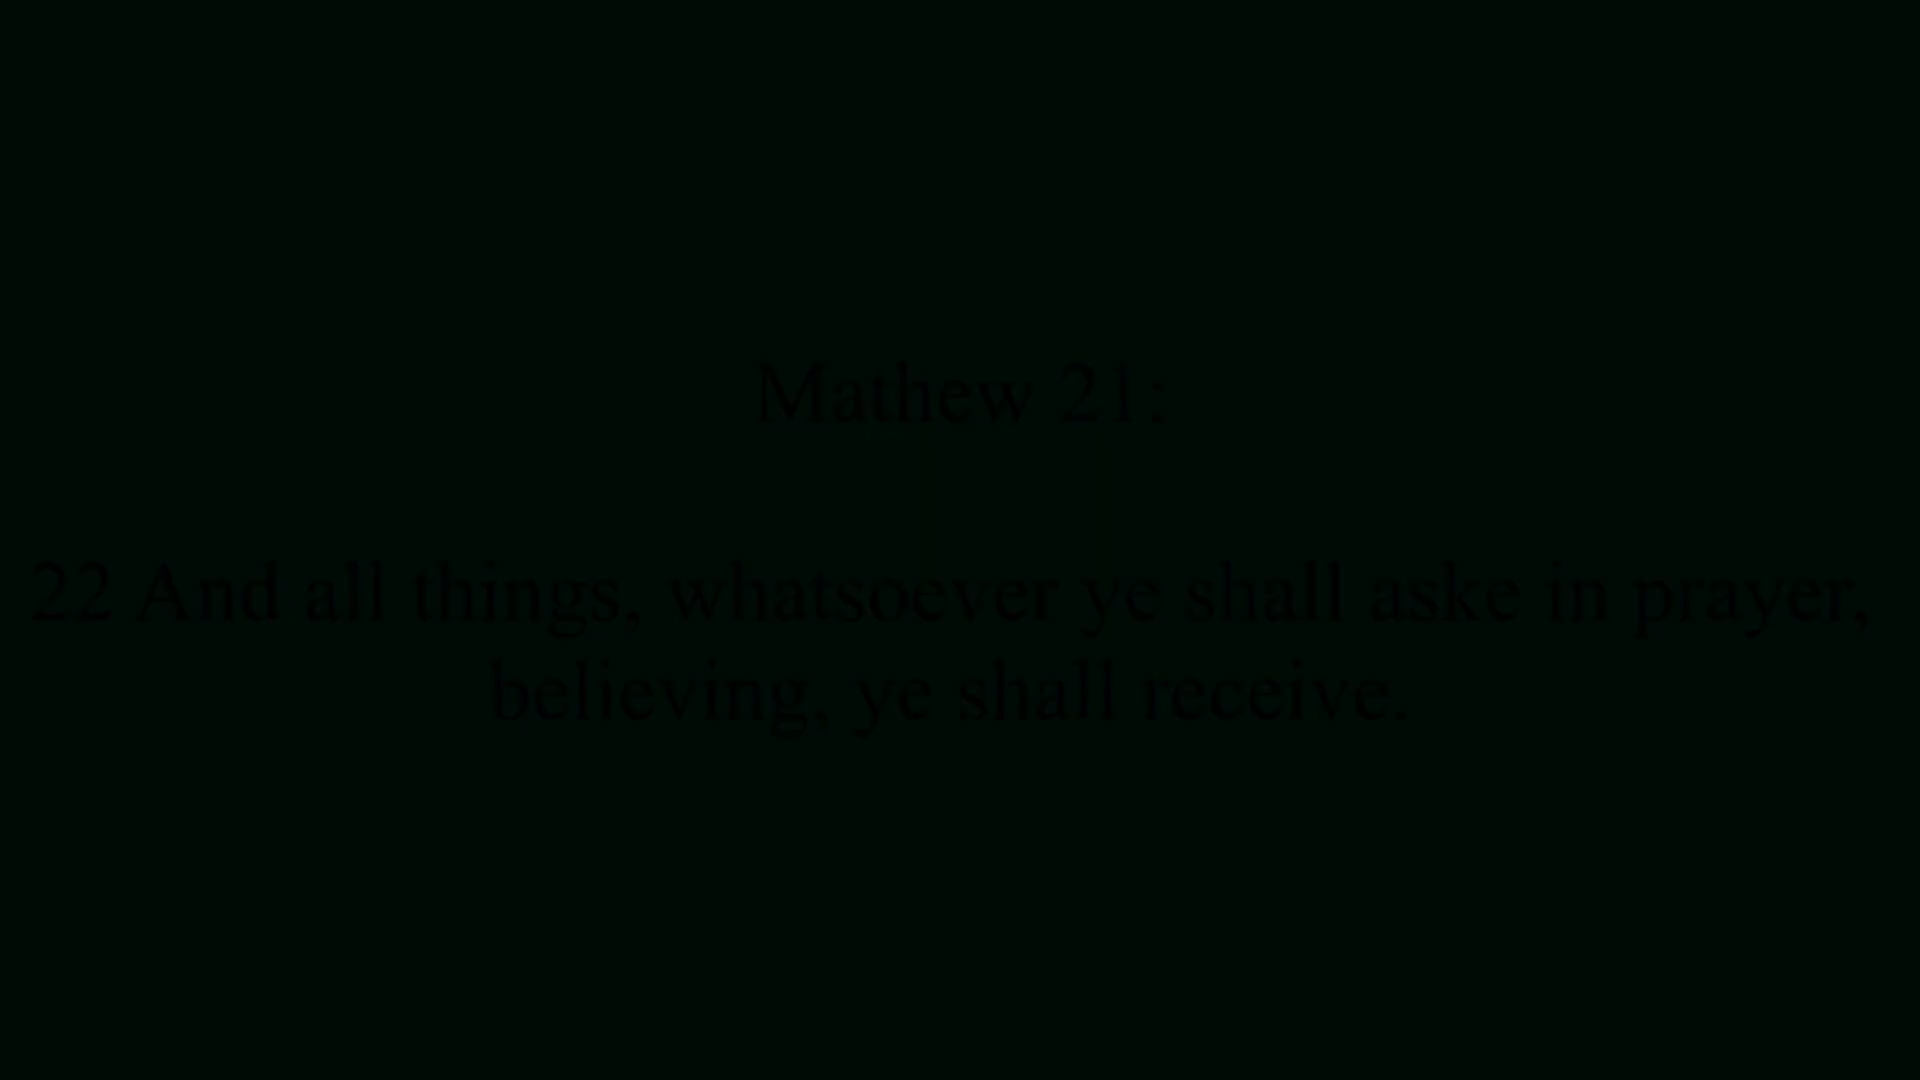 Mathew 21:
22 And all things, whatsoever ye shall aske in prayer,
believing, ye shall receive.